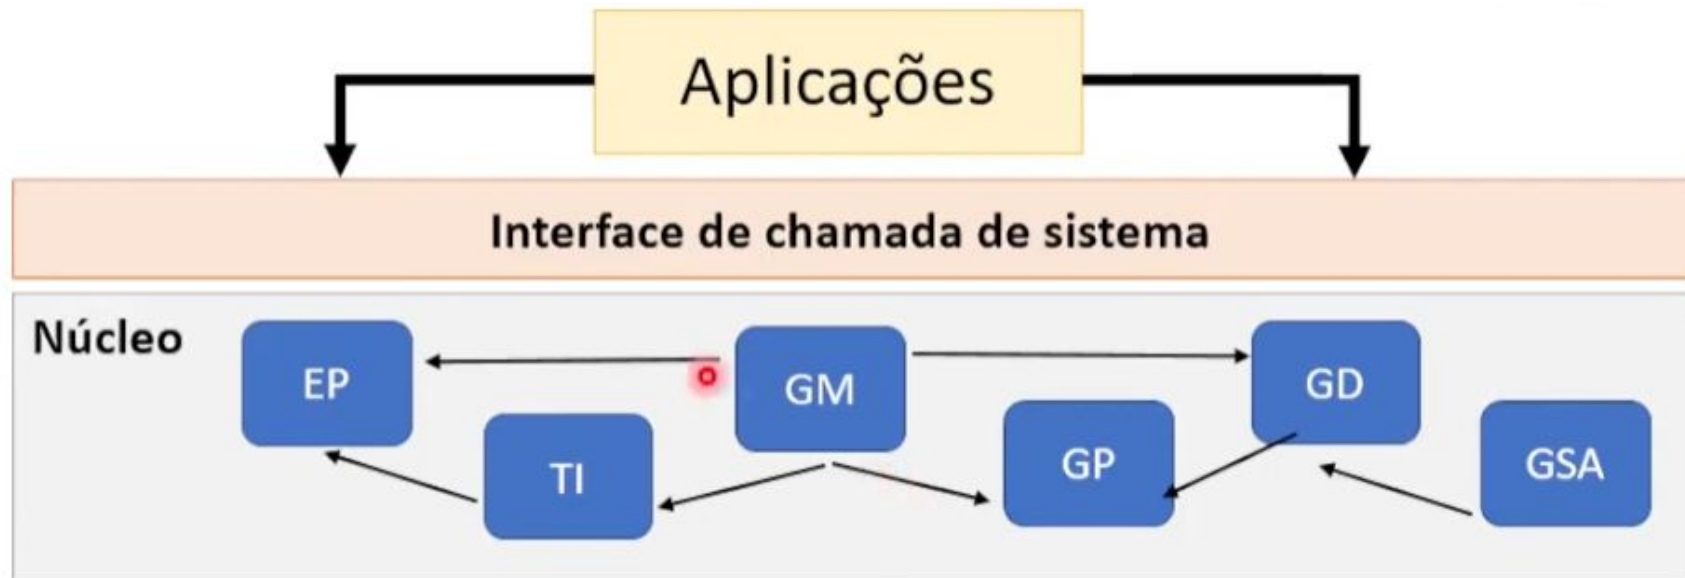 Aplicações
Interface de chamada de sistema
Núcleo
EP
GM
GD
TI
GP
GSA